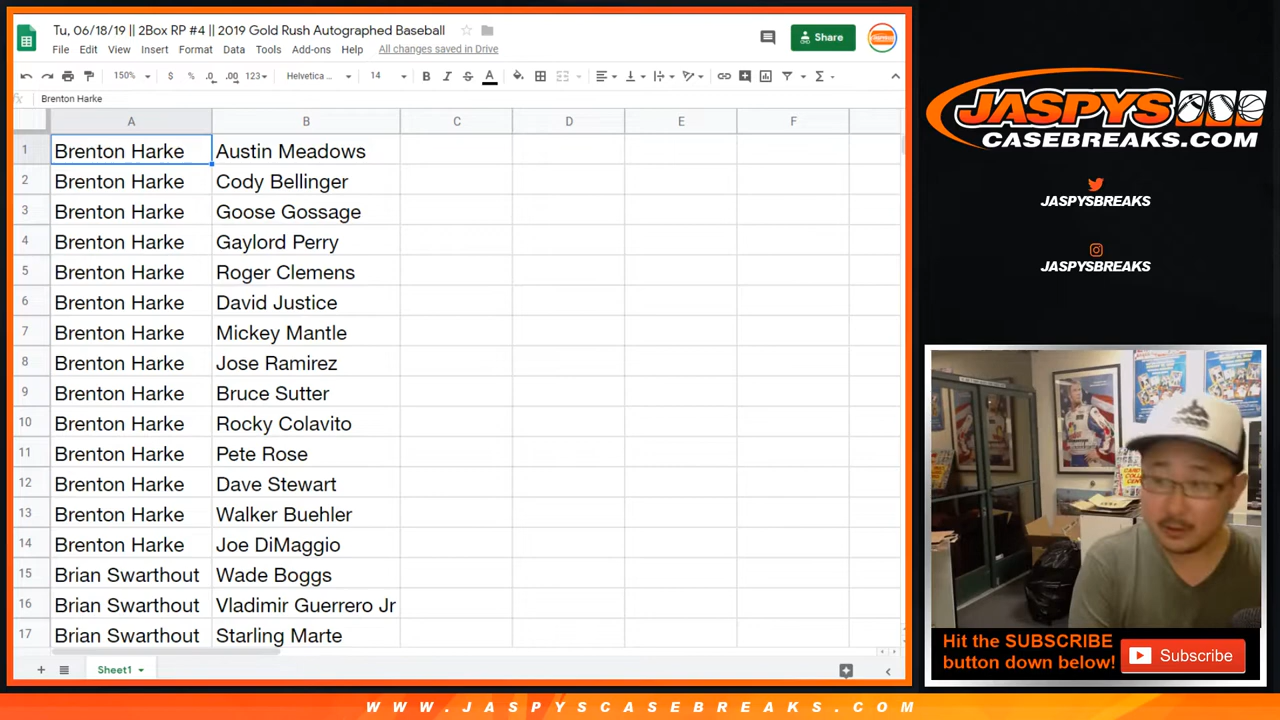 Tu, 06/18/19 || 2Box RP #4 || 2019 Gold Rush Autographed Baseball
Share
File Edit View Insert Format Data Tools Add-ons Help All changes saved in Drive
150% $ % .0 .00 123 Helvetica ... 14 B I S A
fx Brenton Harke
A B C D E F
1 Brenton Harke Austin Meadows
2 Brenton Harke Cody Bellinger
3 Brenton Harke Goose Gossage
4 Brenton Harke Gaylord Perry
5 Brenton Harke Roger Clemens
6 Brenton Harke David Justice
7 Brenton Harke Mickey Mantle
8 Brenton Harke Jose Ramirez
9 Brenton Harke Bruce Sutter
10 Brenton Harke Rocky Colavito
11 Brenton Harke Pete Rose
12 Brenton Harke Dave Stewart
13 Brenton Harke Walker Buehler
14 Brenton Harke Joe DiMaggio
15 Brian Swarthout Wade Boggs
16 Brian Swarthout Vladimir Guerrero Jr
17 Brian Swarthout Starling Marte
Sheet1
JASPYS
CASEBREAKS.COM
JASPYSBREAKS
JASPYSBREAKS
Hit the SUBSCRIBE
button down below!
Subscribe
WWW.JASPYSCASEBREAKS.COM